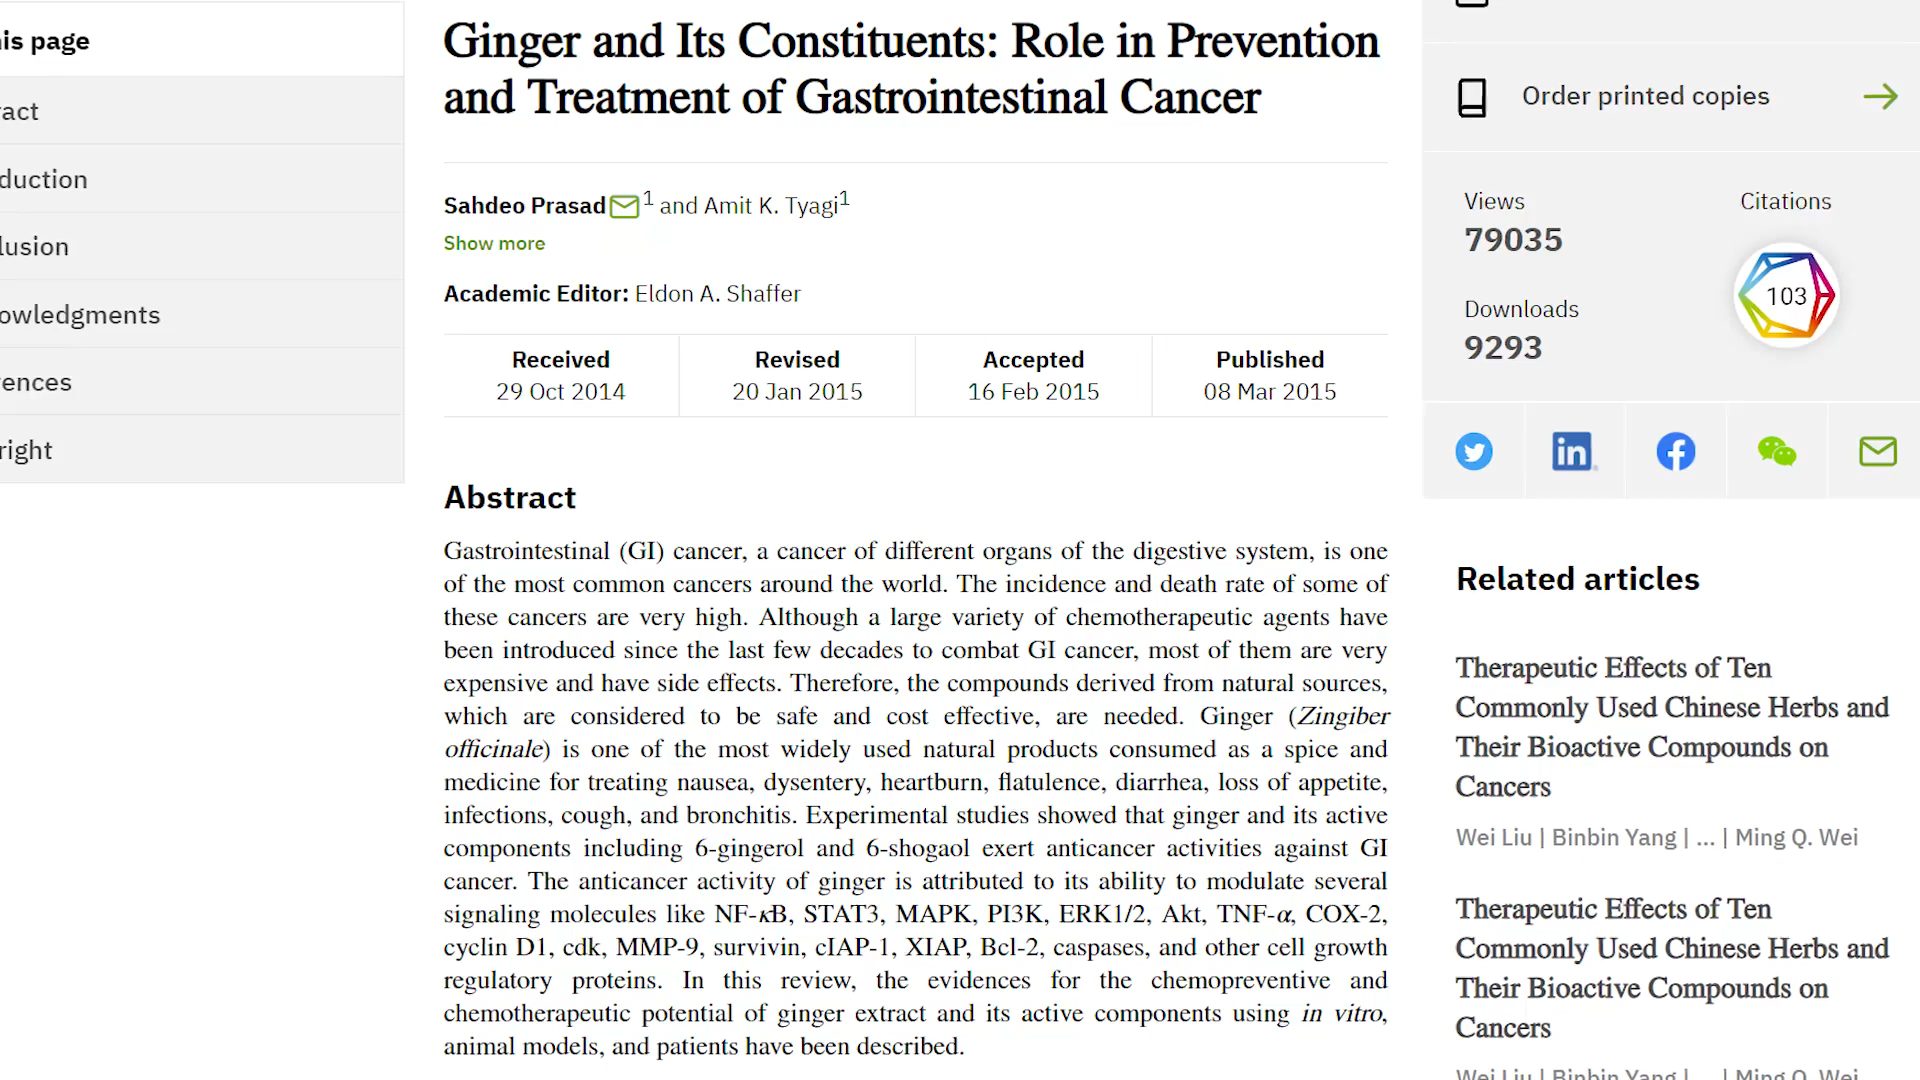 his page
act
duction
lusion
owledgments
ences
right
Ginger and Its Constituents: Role in Prevention
and Treatment of Gastrointestinal Cancer
Sahdeo Prasad 1 and Amit K. Tyagi1
Show more
Academic Editor: Eldon A. Shaffer
Received Revised Accepted Published
29 Oct 2014 20 Jan 2015 16 Feb 2015 08 Mar 2015
Abstract
Gastrointestinal (GI) cancer, a cancer of different organs of the digestive system, is one
of the most common cancers around the world. The incidence and death rate of some of
these cancers are very high. Although a large variety of chemotherapeutic agents have
been introduced since the last few decades to combat GI cancer, most of them are very
expensive and have side effects. Therefore, the compounds derived from natural sources,
which are considered to be safe and cost effective, are needed. Ginger (Zingiber
officinale) is one of the most widely used natural products consumed as a spice and
medicine for treating nausea, dysentery, heartburn, flatulence, diarrhea, loss of appetite,
infections, cough, and bronchitis. Experimental studies showed that ginger and its active
components including 6-gingerol and 6-shogaol exert anticancer activities against GI
cancer. The anticancer activity of ginger is attributed to its ability to modulate several
signaling molecules like NF-κB, STAT3, MAPK, PI3K, ERK1/2, Akt, TNF-α, COX-2,
cyclin D1, cdk, MMP-9, survivin, cIAP-1, XIAP, Bcl-2, caspases, and other cell growth
regulatory proteins. In this review, the evidences for the chemopreventive and
chemotherapeutic potential of ginger extract and its active components using in vitro,
animal models, and patients have been described.
Order printed copies
Views
79035
Citations
103
Downloads
9293
in
Related articles
Therapeutic Effects of Ten
Commonly Used Chinese Herbs and
Their Bioactive Compounds on
Cancers
Wei Liu | Binbin Yang | ... | Ming Q. Wei
Therapeutic Effects of Ten
Commonly Used Chinese Herbs and
Their Bioactive Compounds on
Cancers
Wei Liu | Binbin Yang | ... | Ming Q. Wei